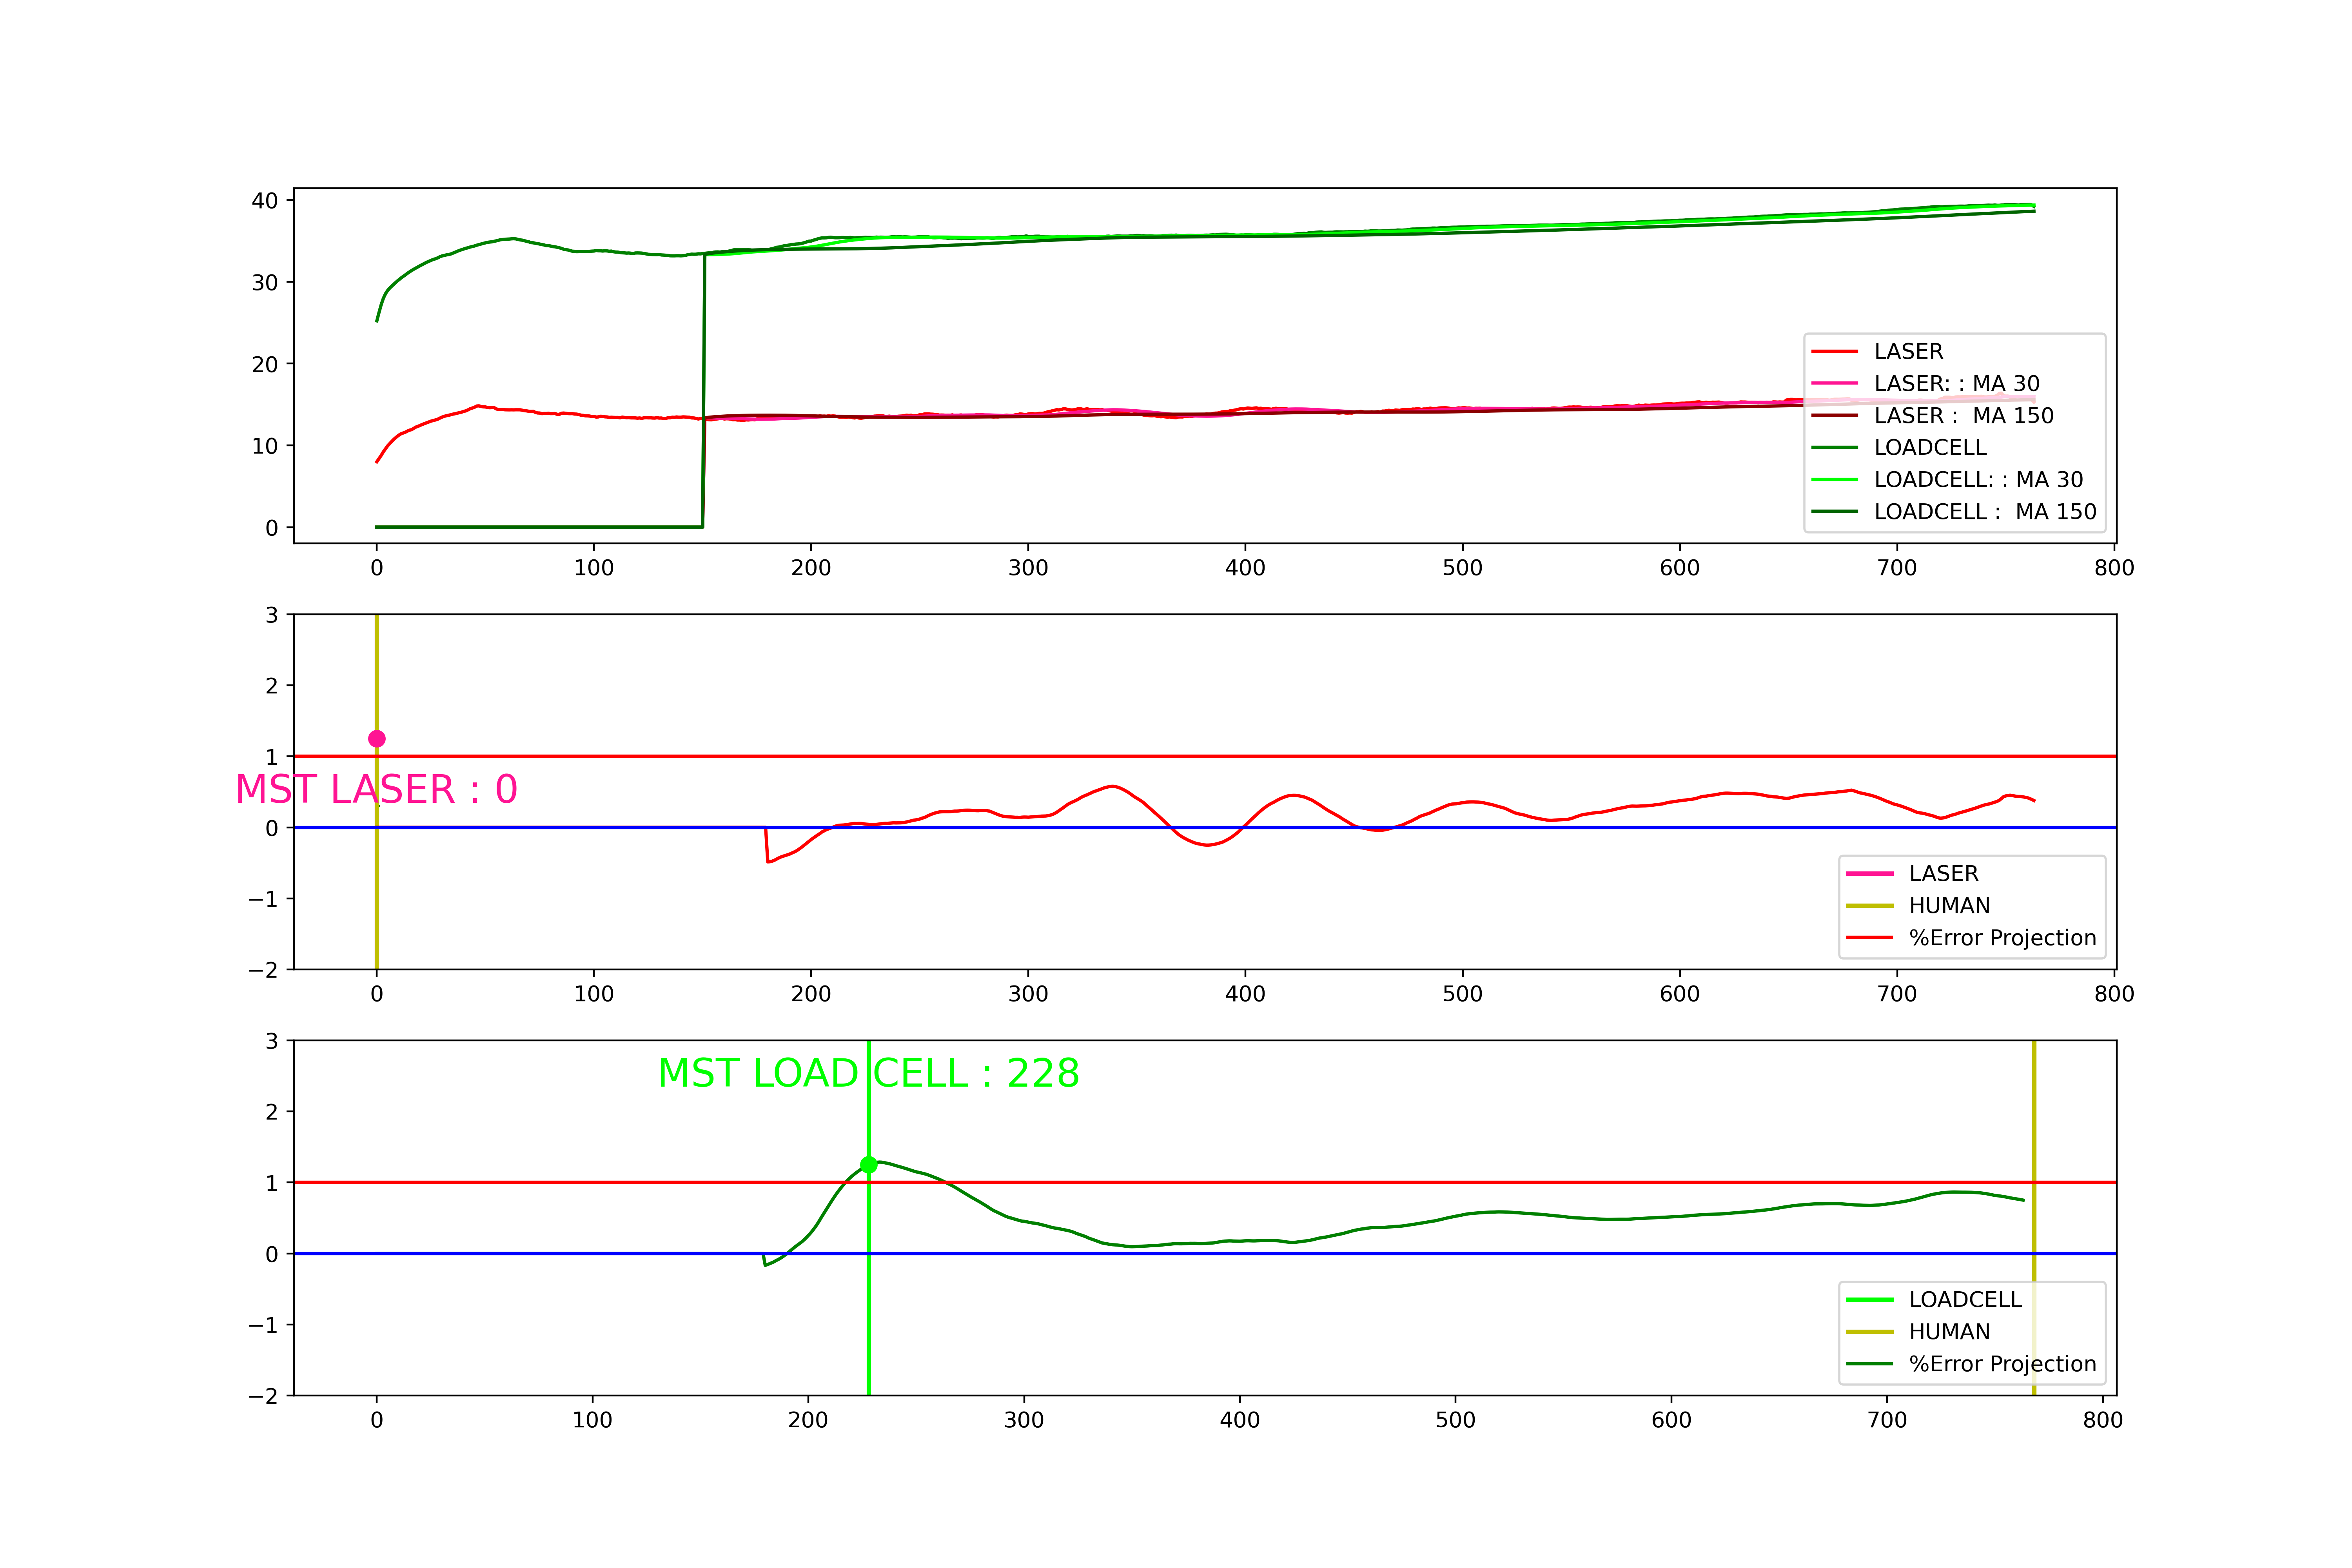 40
30
20
10
0
LASER
LASER: : MA 30
LASER :  MA 150
LOADCELL
LOADCELL: : MA 30
LOADCELL :  MA 150
0 100 200 300 400 500 600 700 800
3
2
1
0
−1
−2
MST LASER : 0
LASER
HUMAN
%Error Projection
0 100 200 300 400 500 600 700 800
3
2
1
0
−1
−2
MST LOAD CELL : 228
LOADCELL
HUMAN
%Error Projection
0 100 200 300 400 500 600 700 800